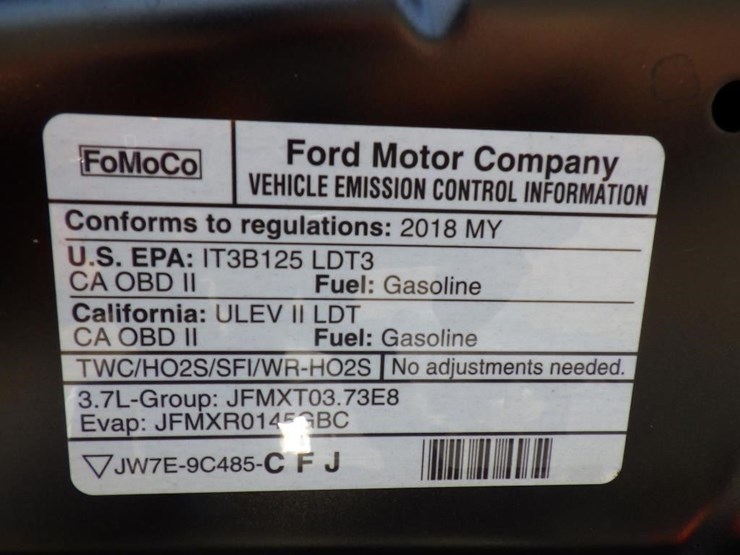 FoMoCo
Ford Motor Company
VEHICLE EMISSION CONTROL INFORMATION
Conforms to regulations: 2018 MY
U.S. EPA: IT3B125 LDT3
CA OBD II Fuel: Gasoline
California: ULEV II LDT
CA OBD II Fuel: Gasoline
TWC/HO2S/SFI/WR-HO2S No adjustments needed.
3.7L-Group: JFMXT03.73E8
Evap:
▽JW7E-9C485-C F J